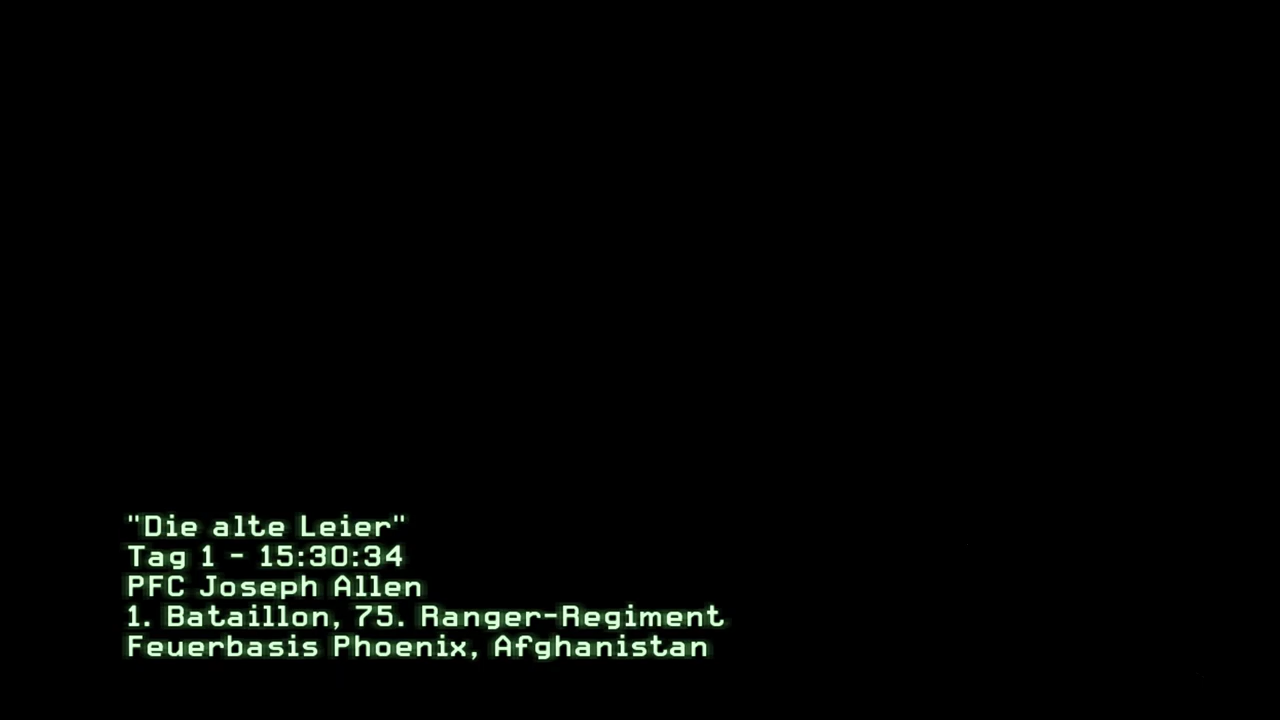 "Die alte Leier"
Tag 1 - 15:30:34
PFC Joseph Allen
1. Bataillon, 75. Ranger-Regiment
Feuerbasis Phoenix, Afghanistan